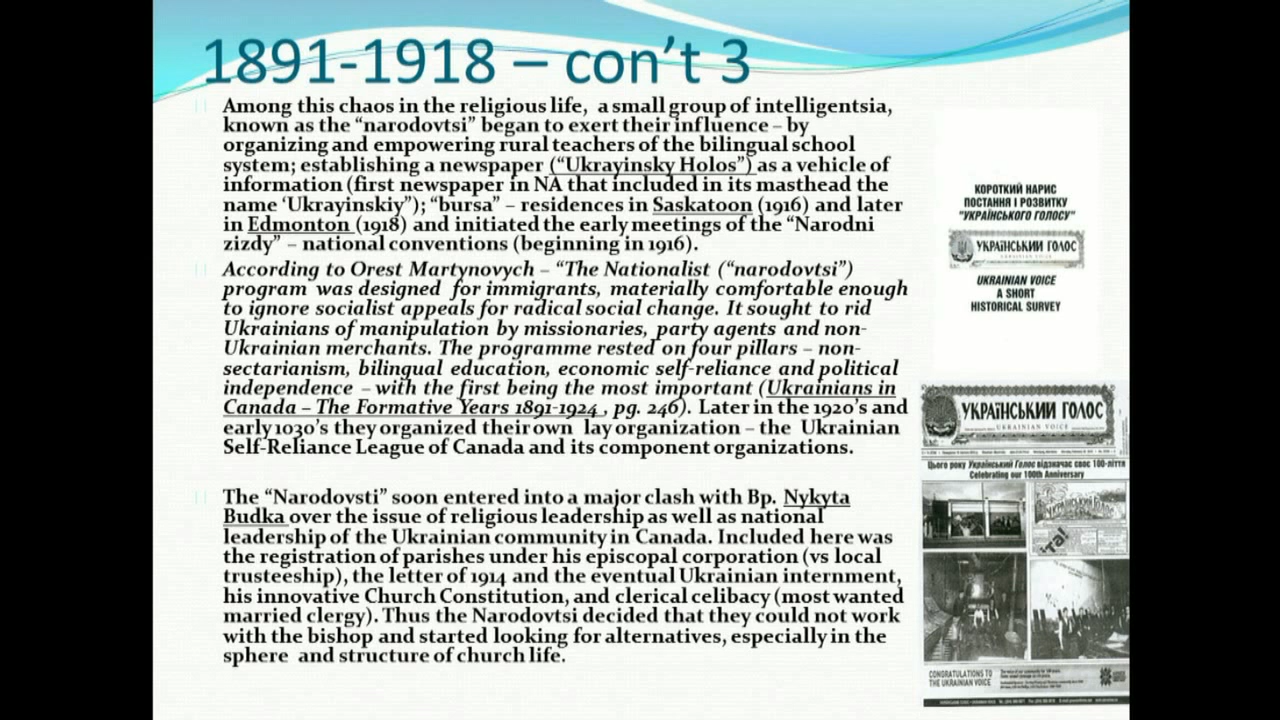 1891-1918 – con't 3
Among this chaos in the religious life, a small group of intelligentsia,
known as the “narodovtsi” began to exert their influence – by
organizing and empowering rural teachers of the bilingual school
system; establishing a newspaper (“Ukrayinsky Holos”) as a vehicle of
information (first newspaper in NA that included in its masthead the
name ‘Ukrayinskiy”); “bursa” – residences in Saskatoon (1916) and later
in Edmonton (1918) and initiated the early meetings of the “Narodni
zizdy” – national conventions (beginning in 1916).
According to Orest Martynovych – “The Nationalist (“narodovtsi”)
program was designed for immigrants, materially comfortable enough
to ignore socialist appeals for radical social change. It sought to rid
Ukrainians of manipulation by missionaries, party agents and non-
Ukrainian merchants. The programme rested on four pillars – non-
sectarianism, bilingual education, economic self-reliance and political
independence – with the first being the most important (Ukrainians in
Canada – The Formative Years 1891-1924 , pg. 246). Later in the 1920’s and
early 1030’s they organized their own lay organization – the Ukrainian
Self-Reliance League of Canada and its component organizations.
The “Narodovsti” soon entered into a major clash with Bp. Nykyta
Budka over the issue of religious leadership as well as national
leadership of the Ukrainian community in Canada. Included here was
the registration of parishes under his episcopal corporation (vs local
trusteeship), the letter of 1914 and the eventual Ukrainian internment,
his innovative Church Constitution, and clerical celibacy (most wanted
married clergy). Thus the Narodovtsi decided that they could not work
with the bishop and started looking for alternatives, especially in the
sphere and structure of church life.
КОРОТКИЙ НАРИС
ПОСТАННЯ І РОЗВИТКУ
"УКРАЇНСЬКОГО ГОЛОСУ"
УКРАЇНСЬКИЙ ГОЛОС
UKRAINIAN VOICE
A SHORT
HISTORICAL SURVEY
УКРАЇНСЬКИЙ ГОЛОС
UKRAINIAN VOICE
Цього року Український Голос відзначає своє 100-ліття
Celebrating our 100th Anniversary
CONGRATULATIONS TO
THE UKRAINIAN VOICE